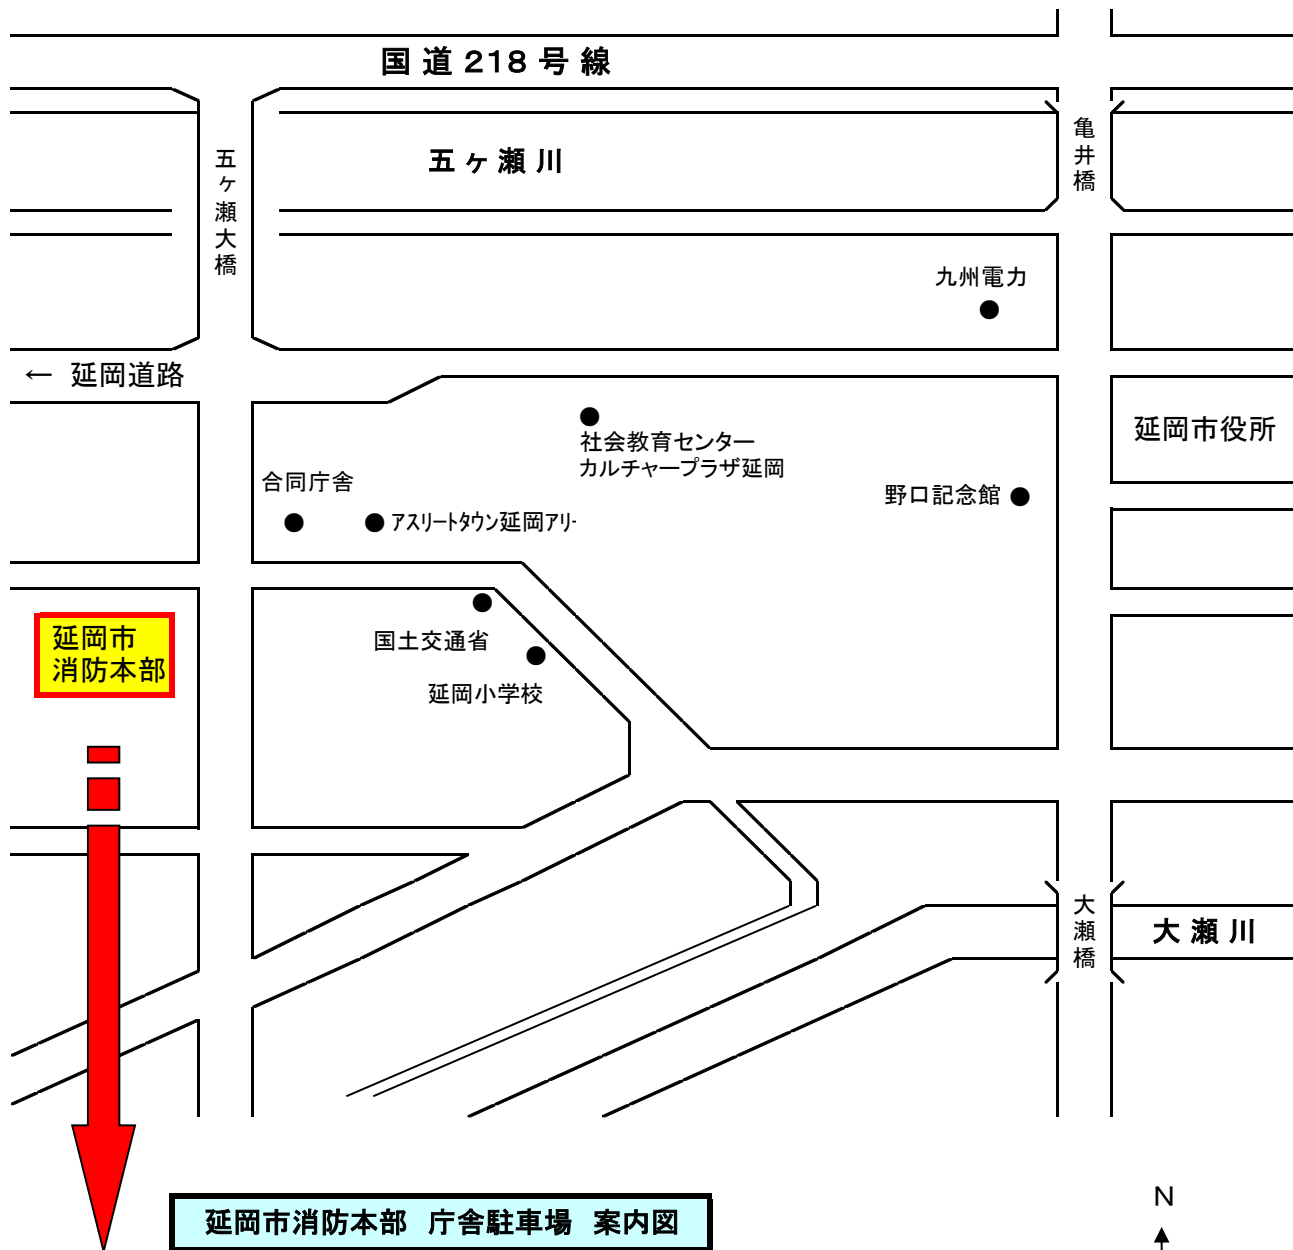 国道218号線
五ヶ瀬川
五ヶ瀬大橋
亀井橋
九州電力
← 延岡道路
社会教育センター
カルチャープラザ延岡
延岡市役所
合同庁舎
野口記念館
アスリートタウン延岡アリ
延岡市
消防本部
国土交通省
延岡小学校
大瀬橋
大瀬川
N
延岡市消防本部 庁舎駐車場 案内図